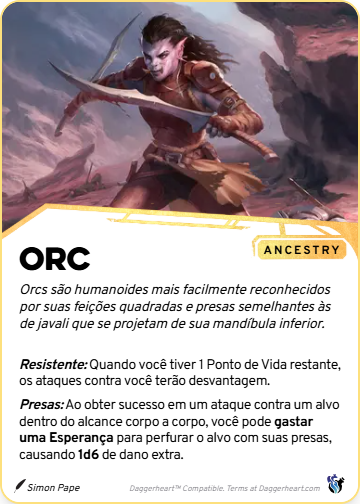 ANCESTRY
ORC
Orcs são humanoides mais facilmente reconhecidos
por suas feições quadradas e presas semelhantes às
de javali que se projetam de sua mandíbula inferior.
Resistente: Quando você tiver 1 Ponto de Vida restante,
os ataques contra você terão desvantagem.
Presas: Ao obter sucesso em um ataque contra um alvo
dentro do alcance corpo a corpo, você pode gastar
uma Esperança para perfurar o alvo com suas presas,
causando 1d6 de dano extra.
Simon Pape
Daggerheart™ Compatible. Terms at Daggerheart.com